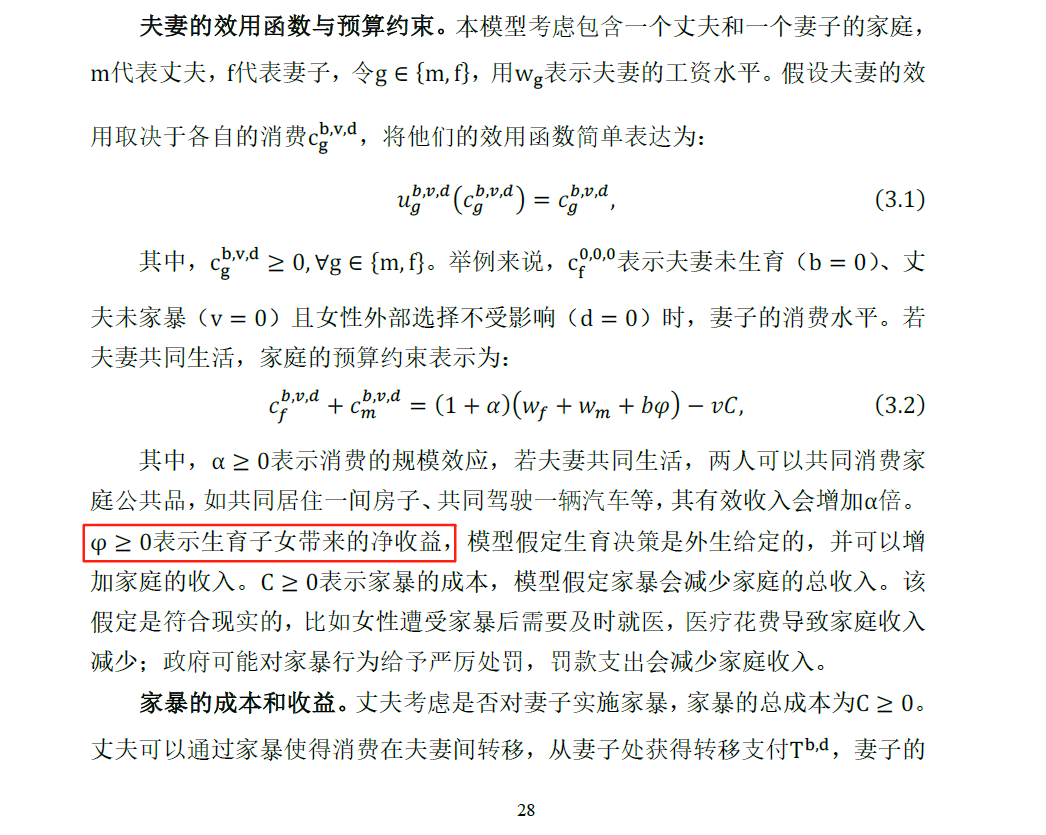 夫妻的效用函数与预算约束。本模型考虑包含一个丈夫和一个妻子的家庭，
m代表丈夫，f代表妻子，令g ∈ {m, f}，用w_g表示夫妻的工资水平。假设夫妻的效
用取决于各自的消费c_g^{b,v,d}，将他们的效用函数简单表达为：
u_g^{b,v,d}(c_g^{b,v,d}) = c_g^{b,v,d}, (3.1)
其中，c_g^{b,v,d} ≥ 0, ∀g ∈ {m, f}。举例来说，c_f^{0,0,0}表示夫妻未生育（b = 0）、丈
夫未家暴（v = 0）且女性外部选择不受影响（d = 0）时，妻子的消费水平。若
夫妻共同生活，家庭的预算约束表示为：
c_f^{b,v,d} + c_m^{b,v,d} = (1 + α)(w_f + w_m + bφ) − vC, (3.2)
其中，α ≥ 0表示消费的规模效应，若夫妻共同生活，两人可以共同消费家
庭公共品，如共同居住一间房子、共同驾驶一辆汽车等，其有效收入会增加α倍。
φ ≥ 0表示生育子女带来的净收益，模型假定生育决策是外生给定的，并可以增
加家庭的收入。C ≥ 0表示家暴的成本，模型假定家暴会减少家庭的总收入。该
假定是符合现实的，比如女性遭受家暴后需要及时就医，医疗花费导致家庭收入
减少；政府可能对家暴行为给予严厉处罚，罚款支出会减少家庭收入。
家暴的成本和收益。丈夫考虑是否对妻子实施家暴，家暴的总成本为C ≥ 0。
丈夫可以通过家暴使得消费在夫妻间转移，从妻子处获得转移支付T^{b,d}，妻子的
28